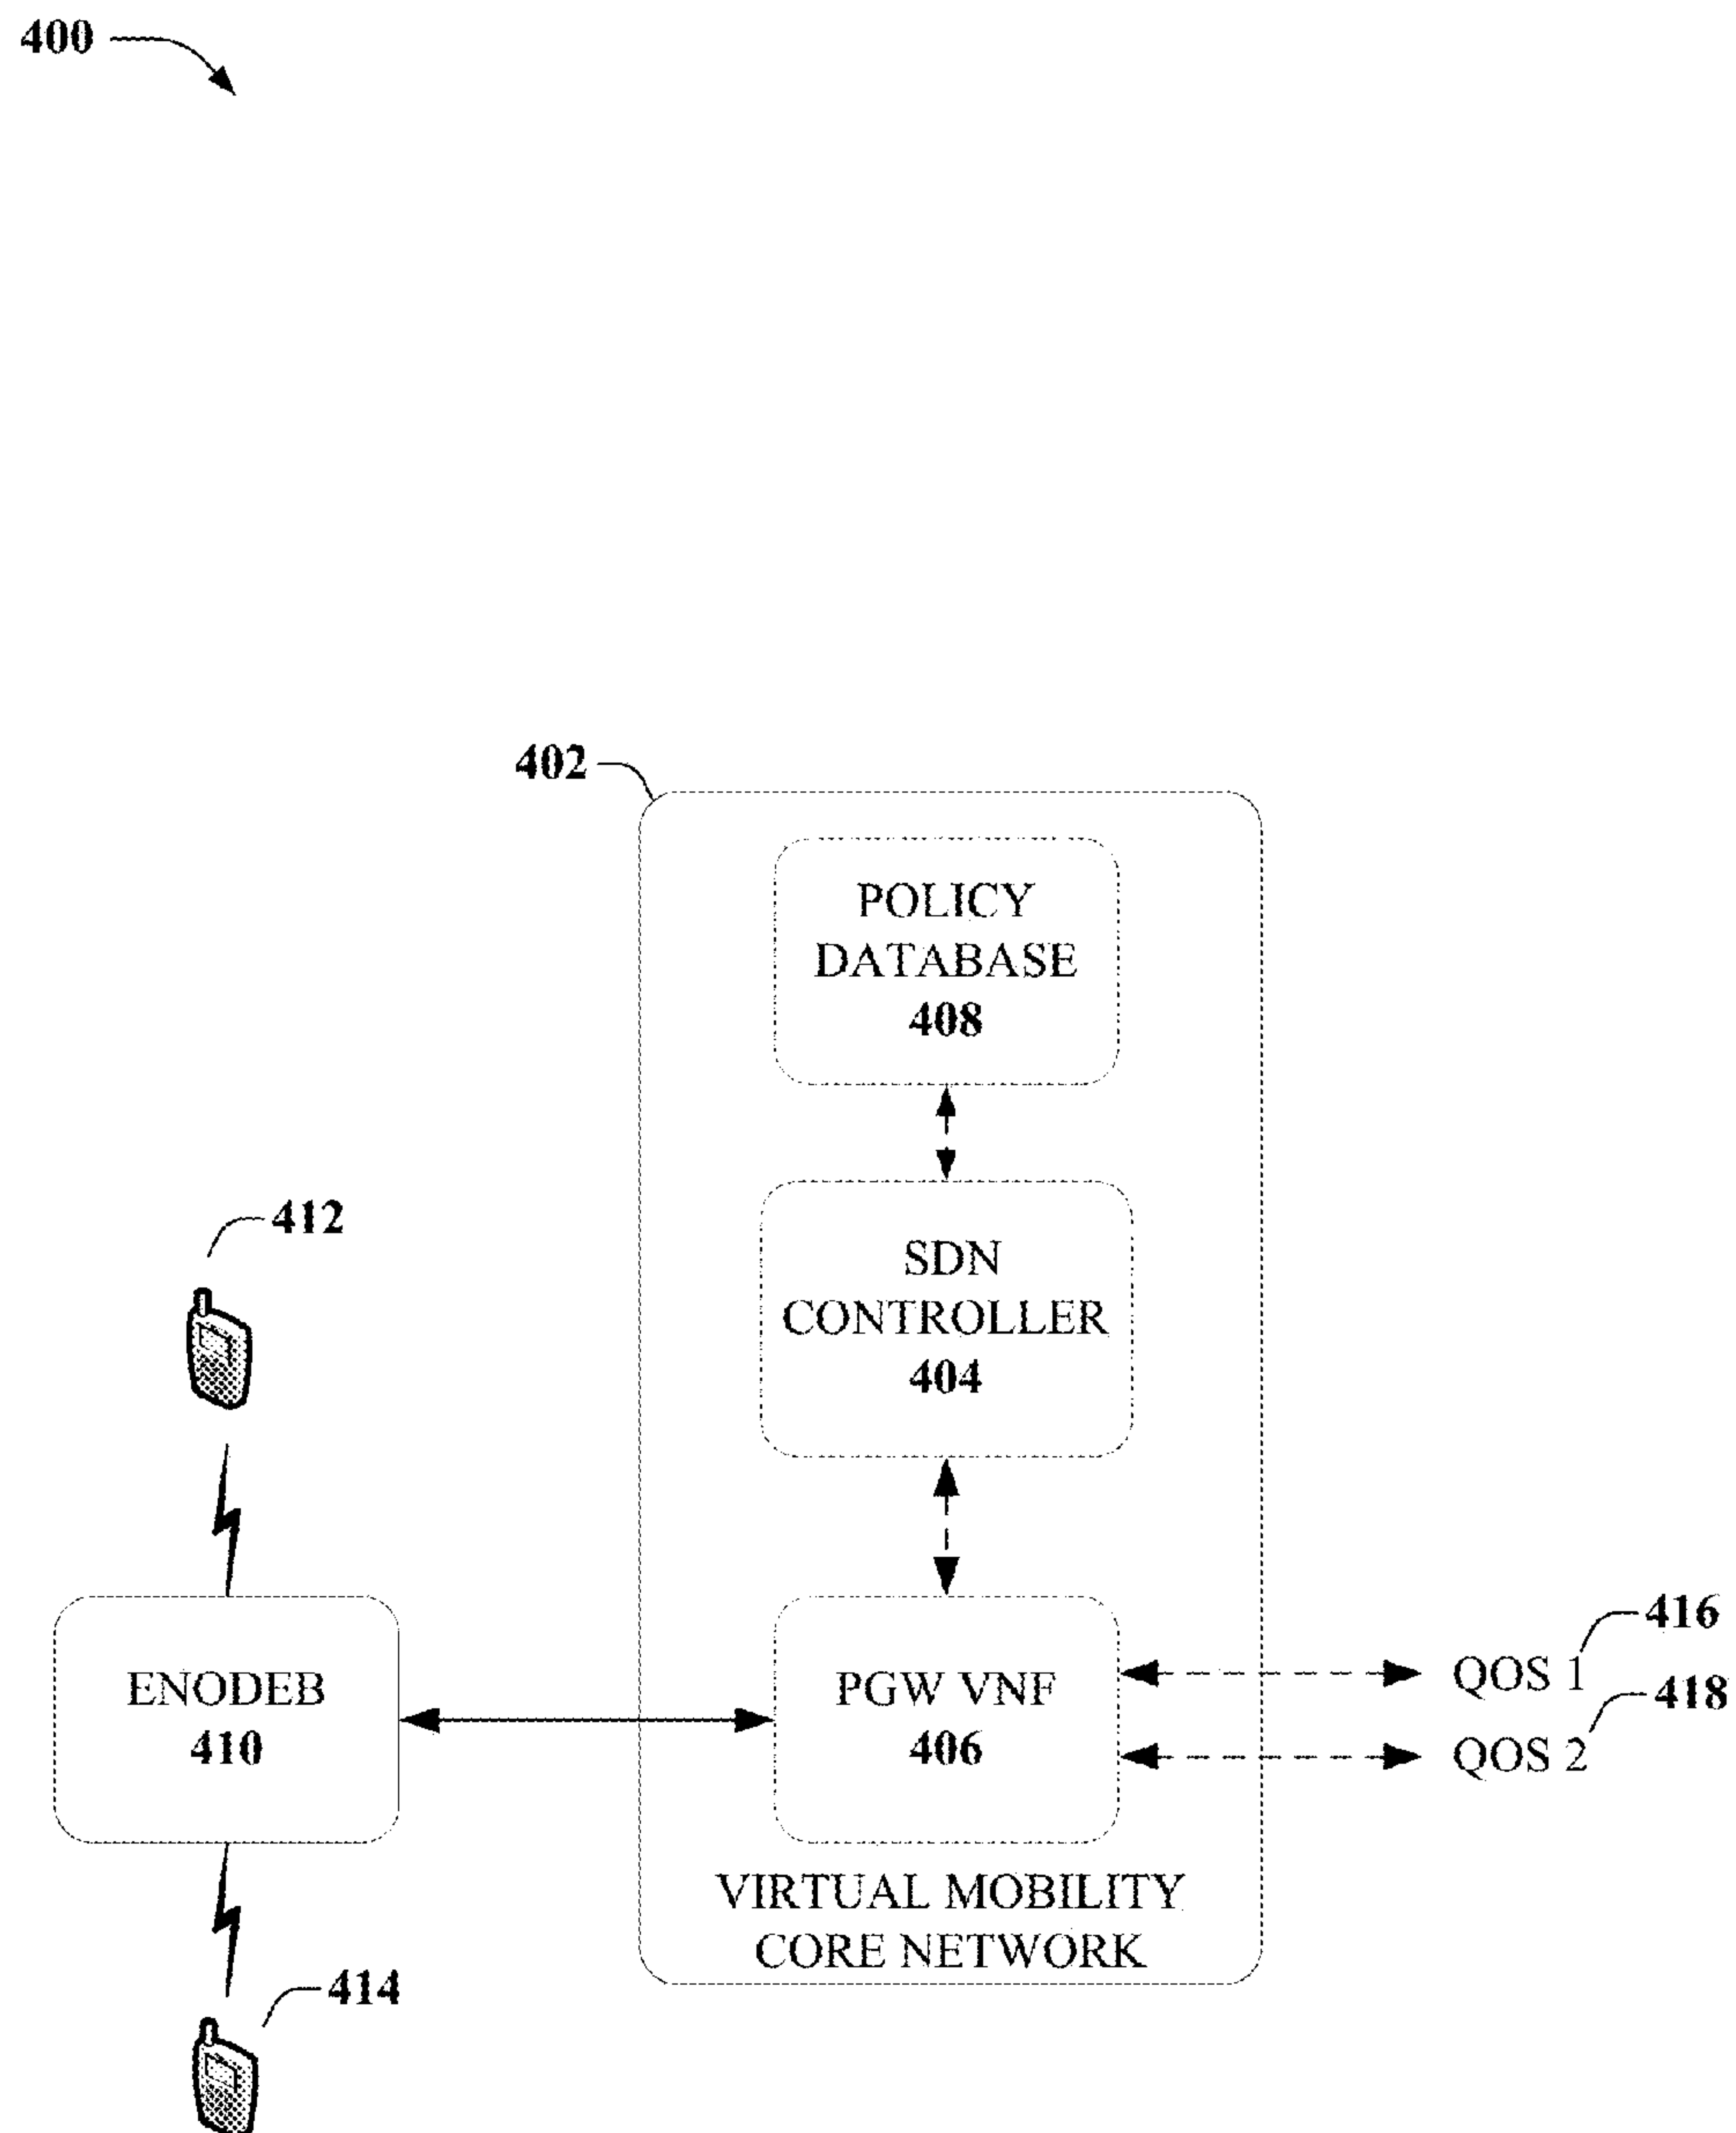 400
402
POLICY
DATABASE
408
412
SDN
CONTROLLER
404
416
ENODEB
410
PGW VNF
406
QOS 1
418
QOS 2
VIRTUAL MOBILITY
CORE NETWORK
414